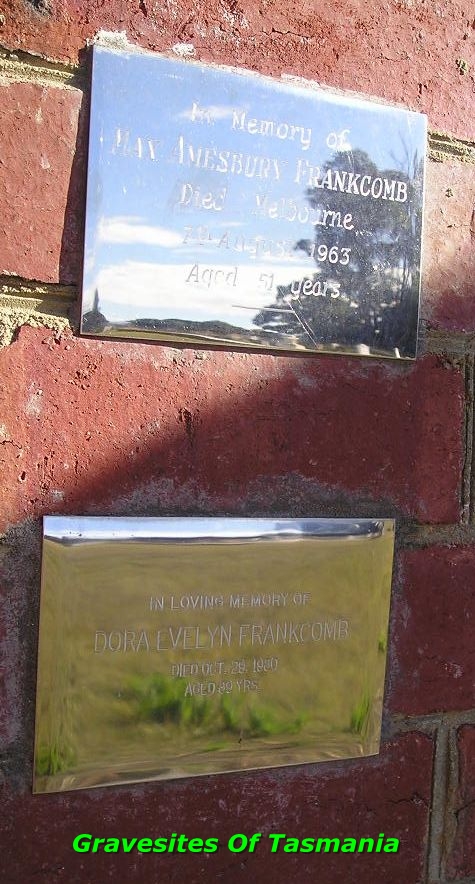 In Memory of
MAX AMESBURY FRANKCOMB
Died Melbourne
7th August 1963
Aged 51 years
IN LOVING MEMORY OF
DORA EVELYN FRANKCOMB
DIED OCT. 29, 1980
AGED 99 YRS.
Gravesites Of Tasmania